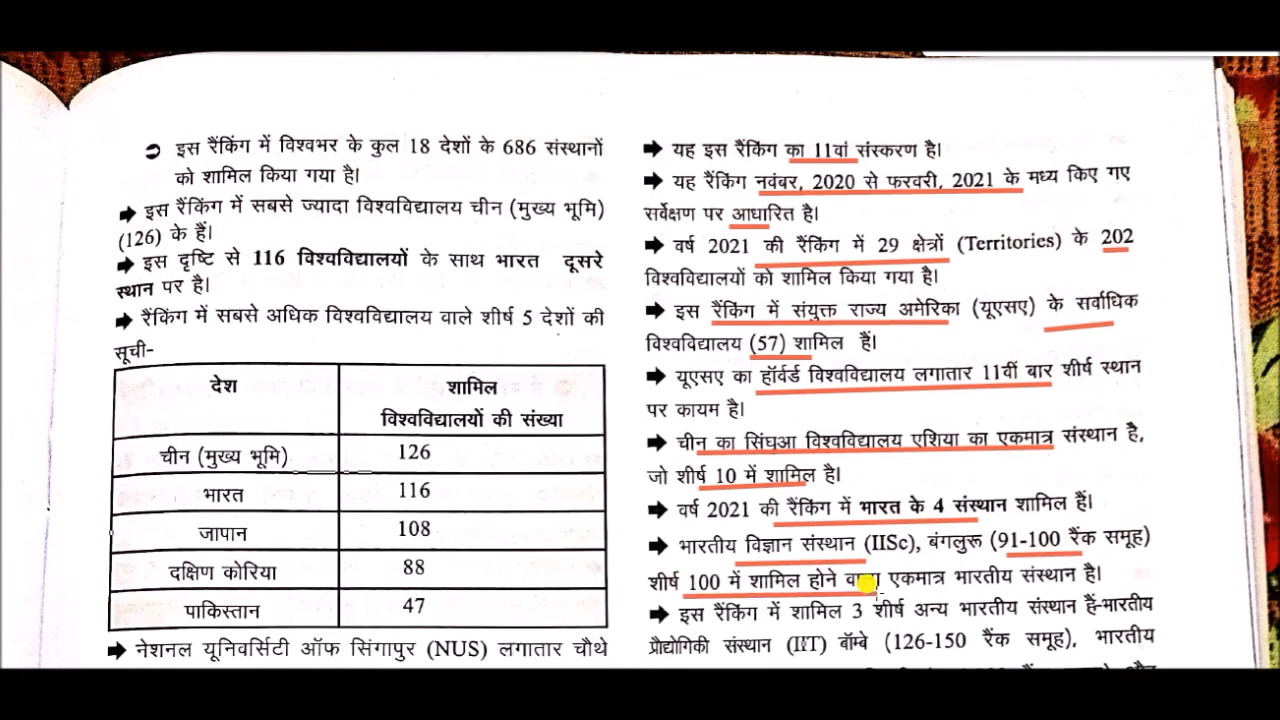 ➲ इस रैंकिंग में विश्वभर के कुल 18 देशों के 686 संस्थानों
को शामिल किया गया है।
➡ इस रैंकिंग में सबसे ज्यादा विश्वविद्यालय चीन (मुख्य भूमि)
(126) के हैं।
➡ इस दृष्टि से 116 विश्वविद्यालयों के साथ भारत दूसरे
स्थान पर है।
➡ रैंकिंग में सबसे अधिक विश्वविद्यालय वाले शीर्ष 5 देशों की
सूची-
देश शामिल
विश्वविद्यालयों की संख्या
चीन (मुख्य भूमि) 126
भारत 116
जापान 108
दक्षिण कोरिया 88
पाकिस्तान 47
➡ नेशनल यूनिवर्सिटी ऑफ सिंगापुर (NUS) लगातार चौथे
➡ यह इस रैंकिंग का 11वां संस्करण है।
➡ यह रैंकिंग नवंबर, 2020 से फरवरी, 2021 के मध्य किए गए
सर्वेक्षण पर आधारित है।
➡ वर्ष 2021 की रैंकिंग में 29 क्षेत्रों (Territories) के 202
विश्वविद्यालयों को शामिल किया गया है।
➡ इस रैंकिंग में संयुक्त राज्य अमेरिका (यूएसए) के सर्वाधिक
विश्वविद्यालय (57) शामिल हैं।
➡ यूएसए का हॉर्वर्ड विश्वविद्यालय लगातार 11वीं बार शीर्ष स्थान
पर कायम है।
➡ चीन का सिंघुआ विश्वविद्यालय एशिया का एकमात्र संस्थान है,
जो शीर्ष 10 में शामिल है।
➡ वर्ष 2021 की रैंकिंग में भारत के 4 संस्थान शामिल हैं।
➡ भारतीय विज्ञान संस्थान (IISc), बंगलुरू (91-100 रैंक समूह)
शीर्ष 100 में शामिल होने एकमात्र भारतीय संस्थान है।
➡ इस रैंकिंग में शामिल 3 शीर्ष अन्य भारतीय संस्थान हैं-भारतीय
प्रौद्योगिकी संस्थान (IIT) बॉम्बे (126-150 रैंक समूह), भारतीय